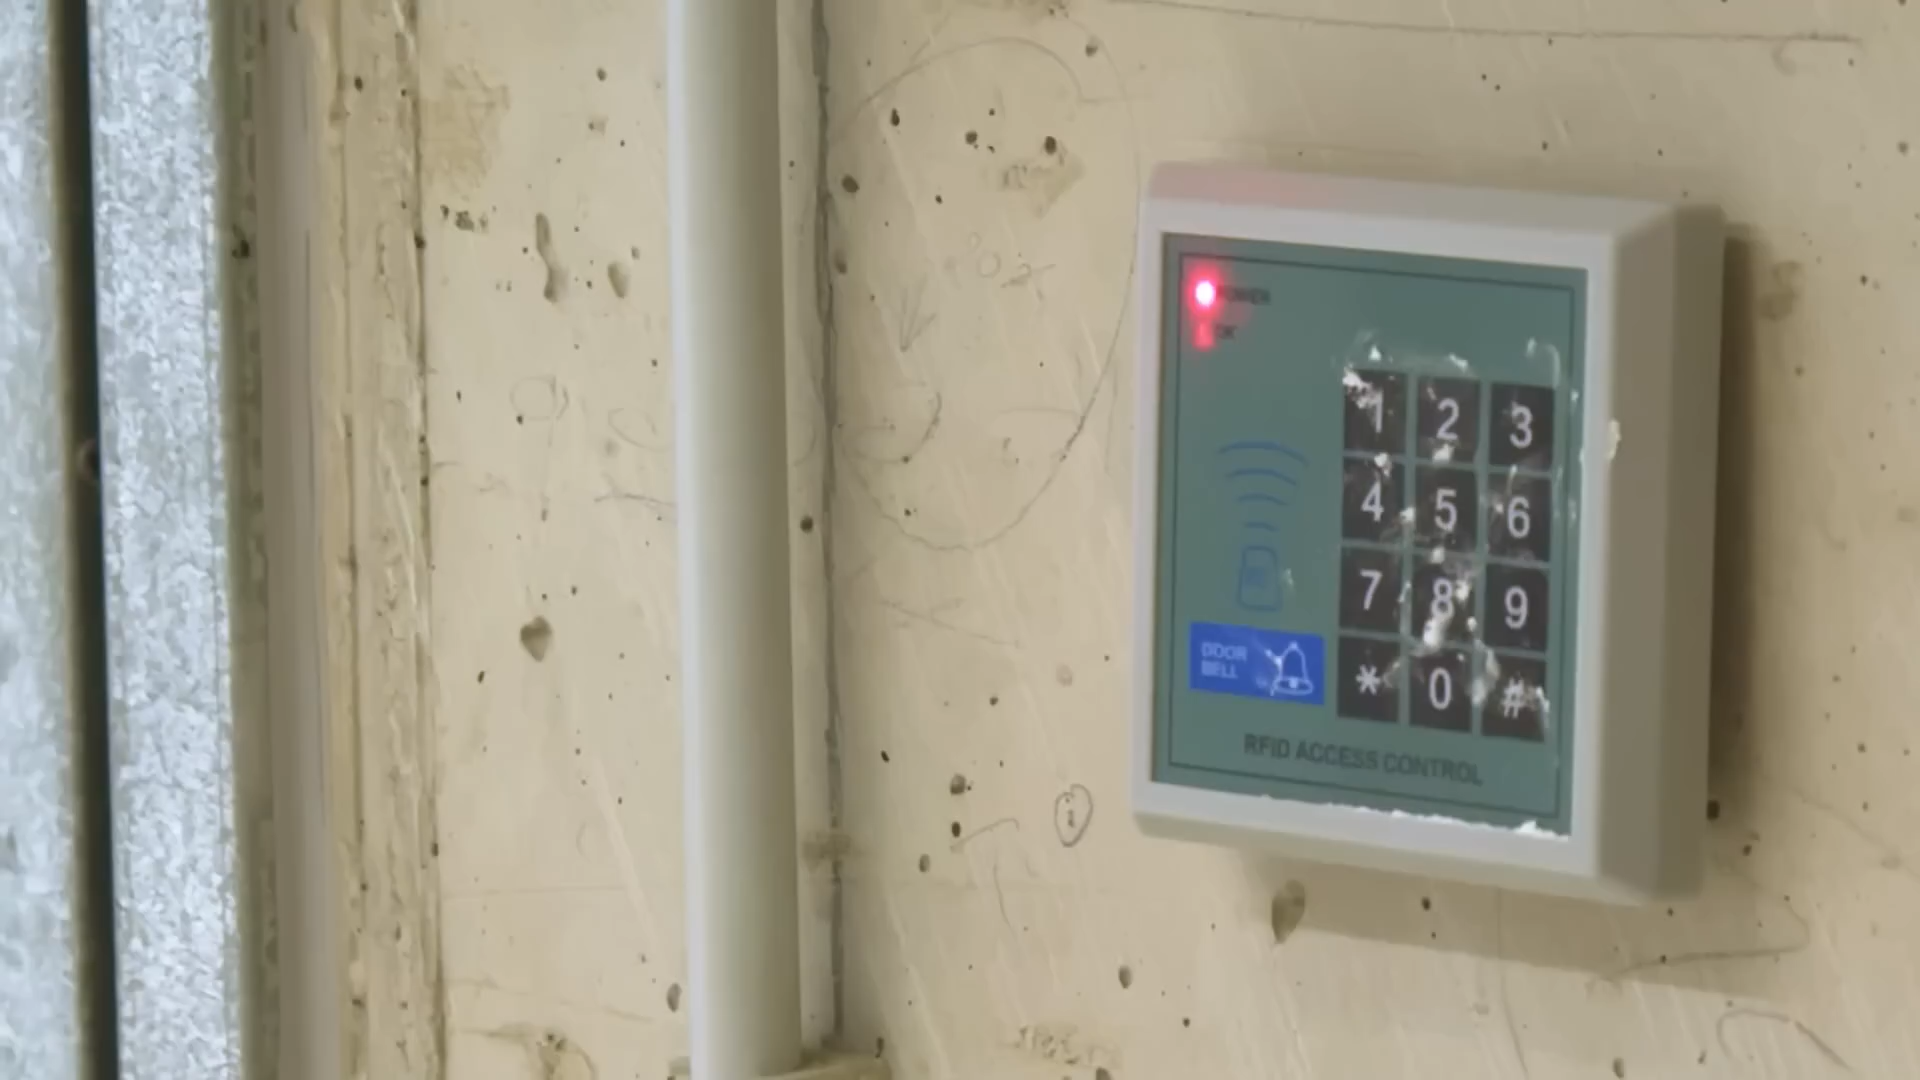 POWER
OK
1 2 3
4 5 6
7 8 9
* 0 #
DOOR
BELL
RFID ACCESS CONTROL